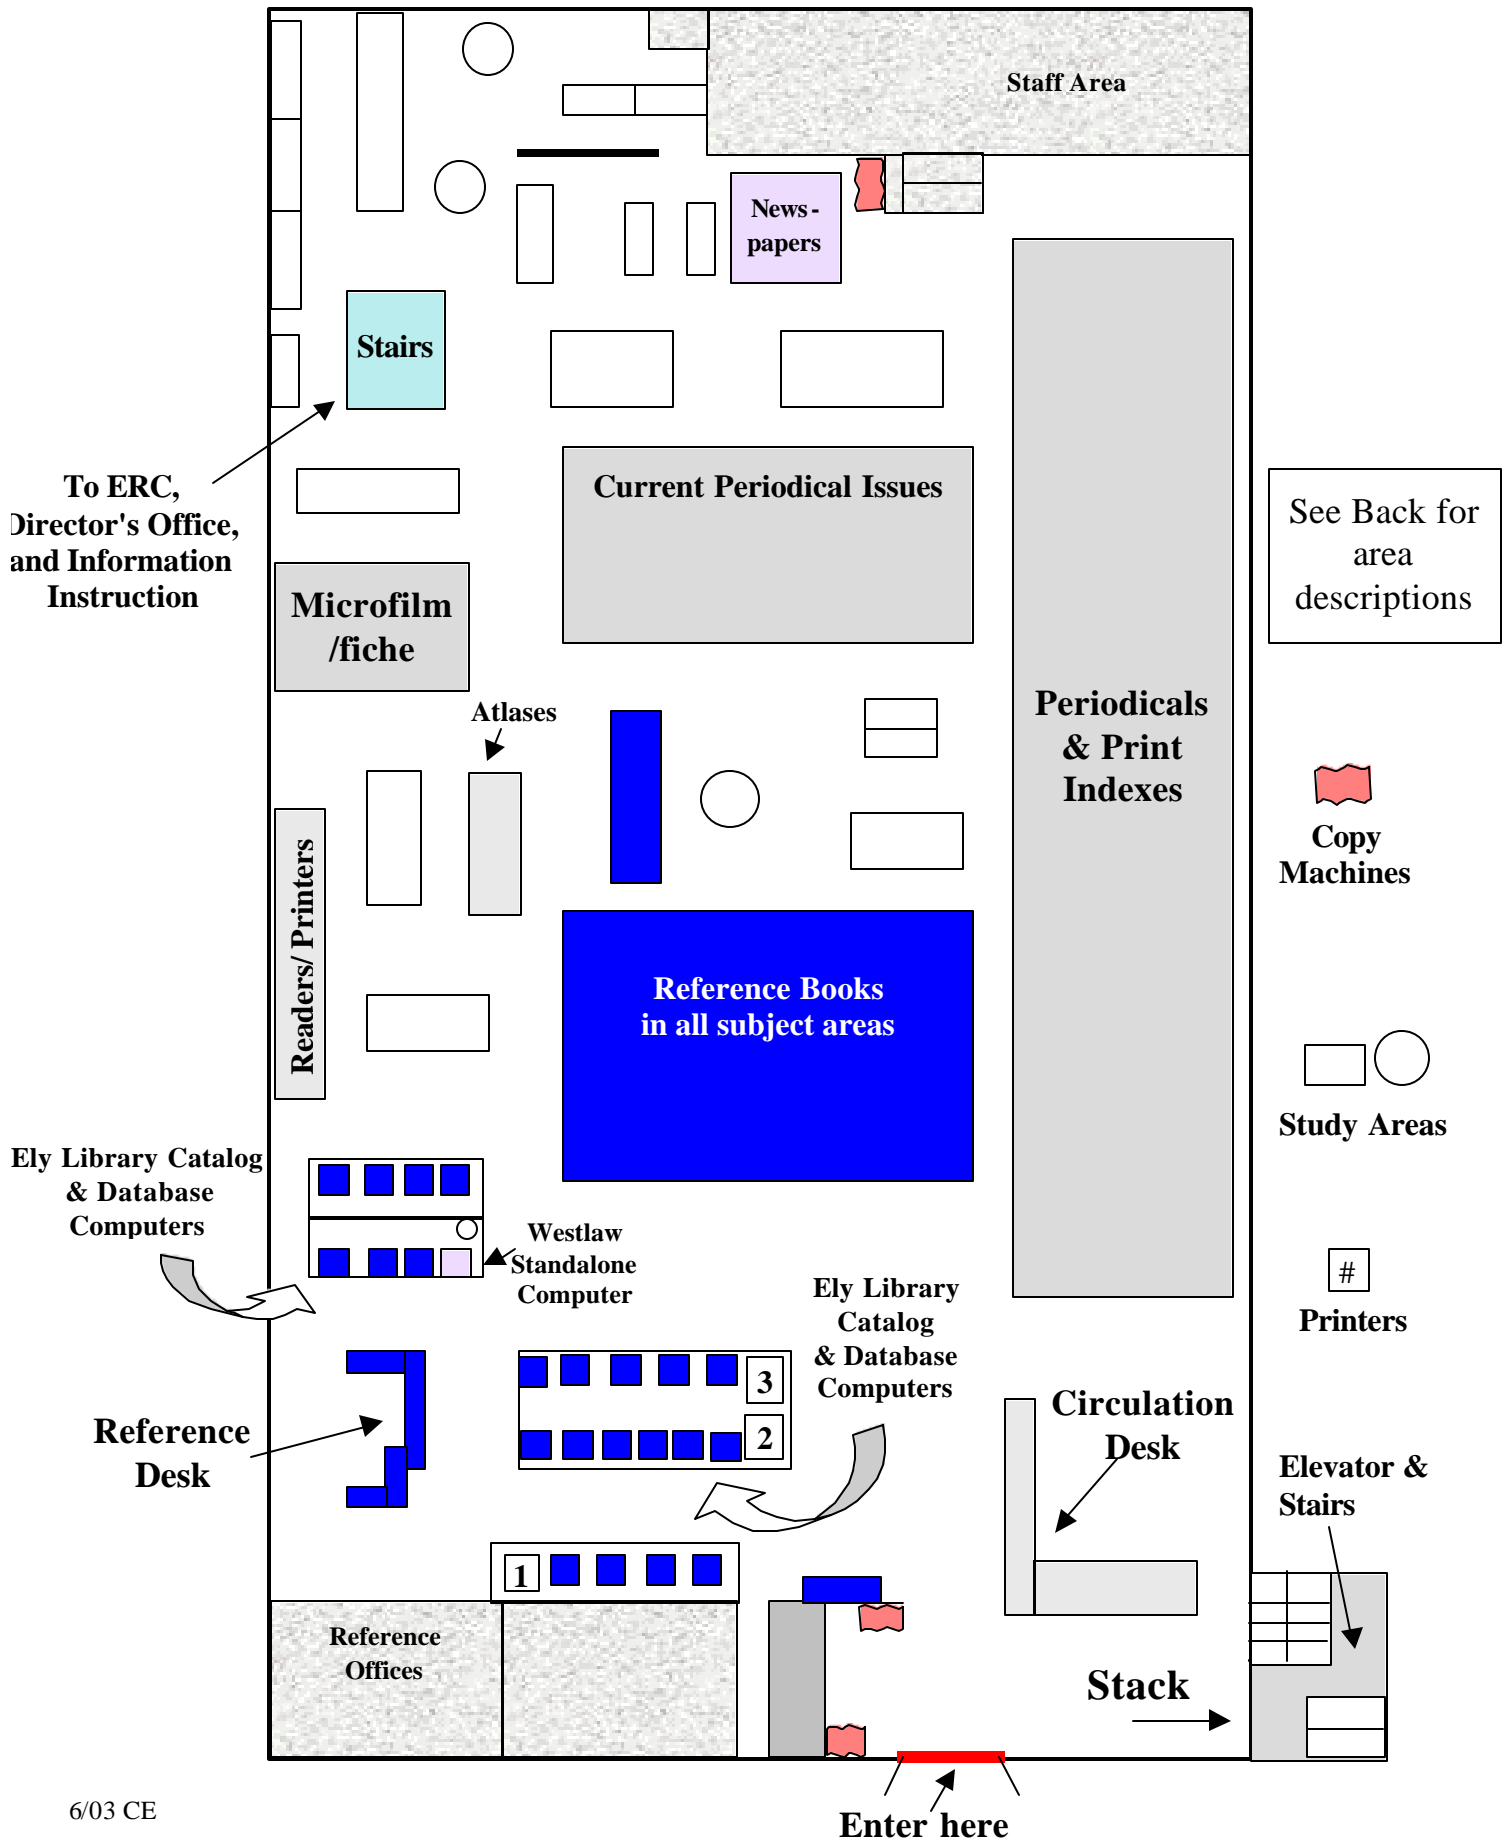 Staff Area
News-
papers
Stairs
To ERC,
Director's Office,
and Information
Instruction
Current Periodical Issues
See Back for
area
descriptions
Microfilm
/fiche
Atlases
Periodicals
& Print
Indexes
Copy
Machines
Readers/ Printers
Reference Books
in all subject areas
Study Areas
Ely Library Catalog
& Database
Computers
Westlaw
Standalone
Computer
Ely Library
Catalog
& Database
Computers
#
Printers
3
2
Reference
Desk
Circulation
Desk
Elevator &
Stairs
1
Reference
Offices
Stack
Enter here
6/03 CE